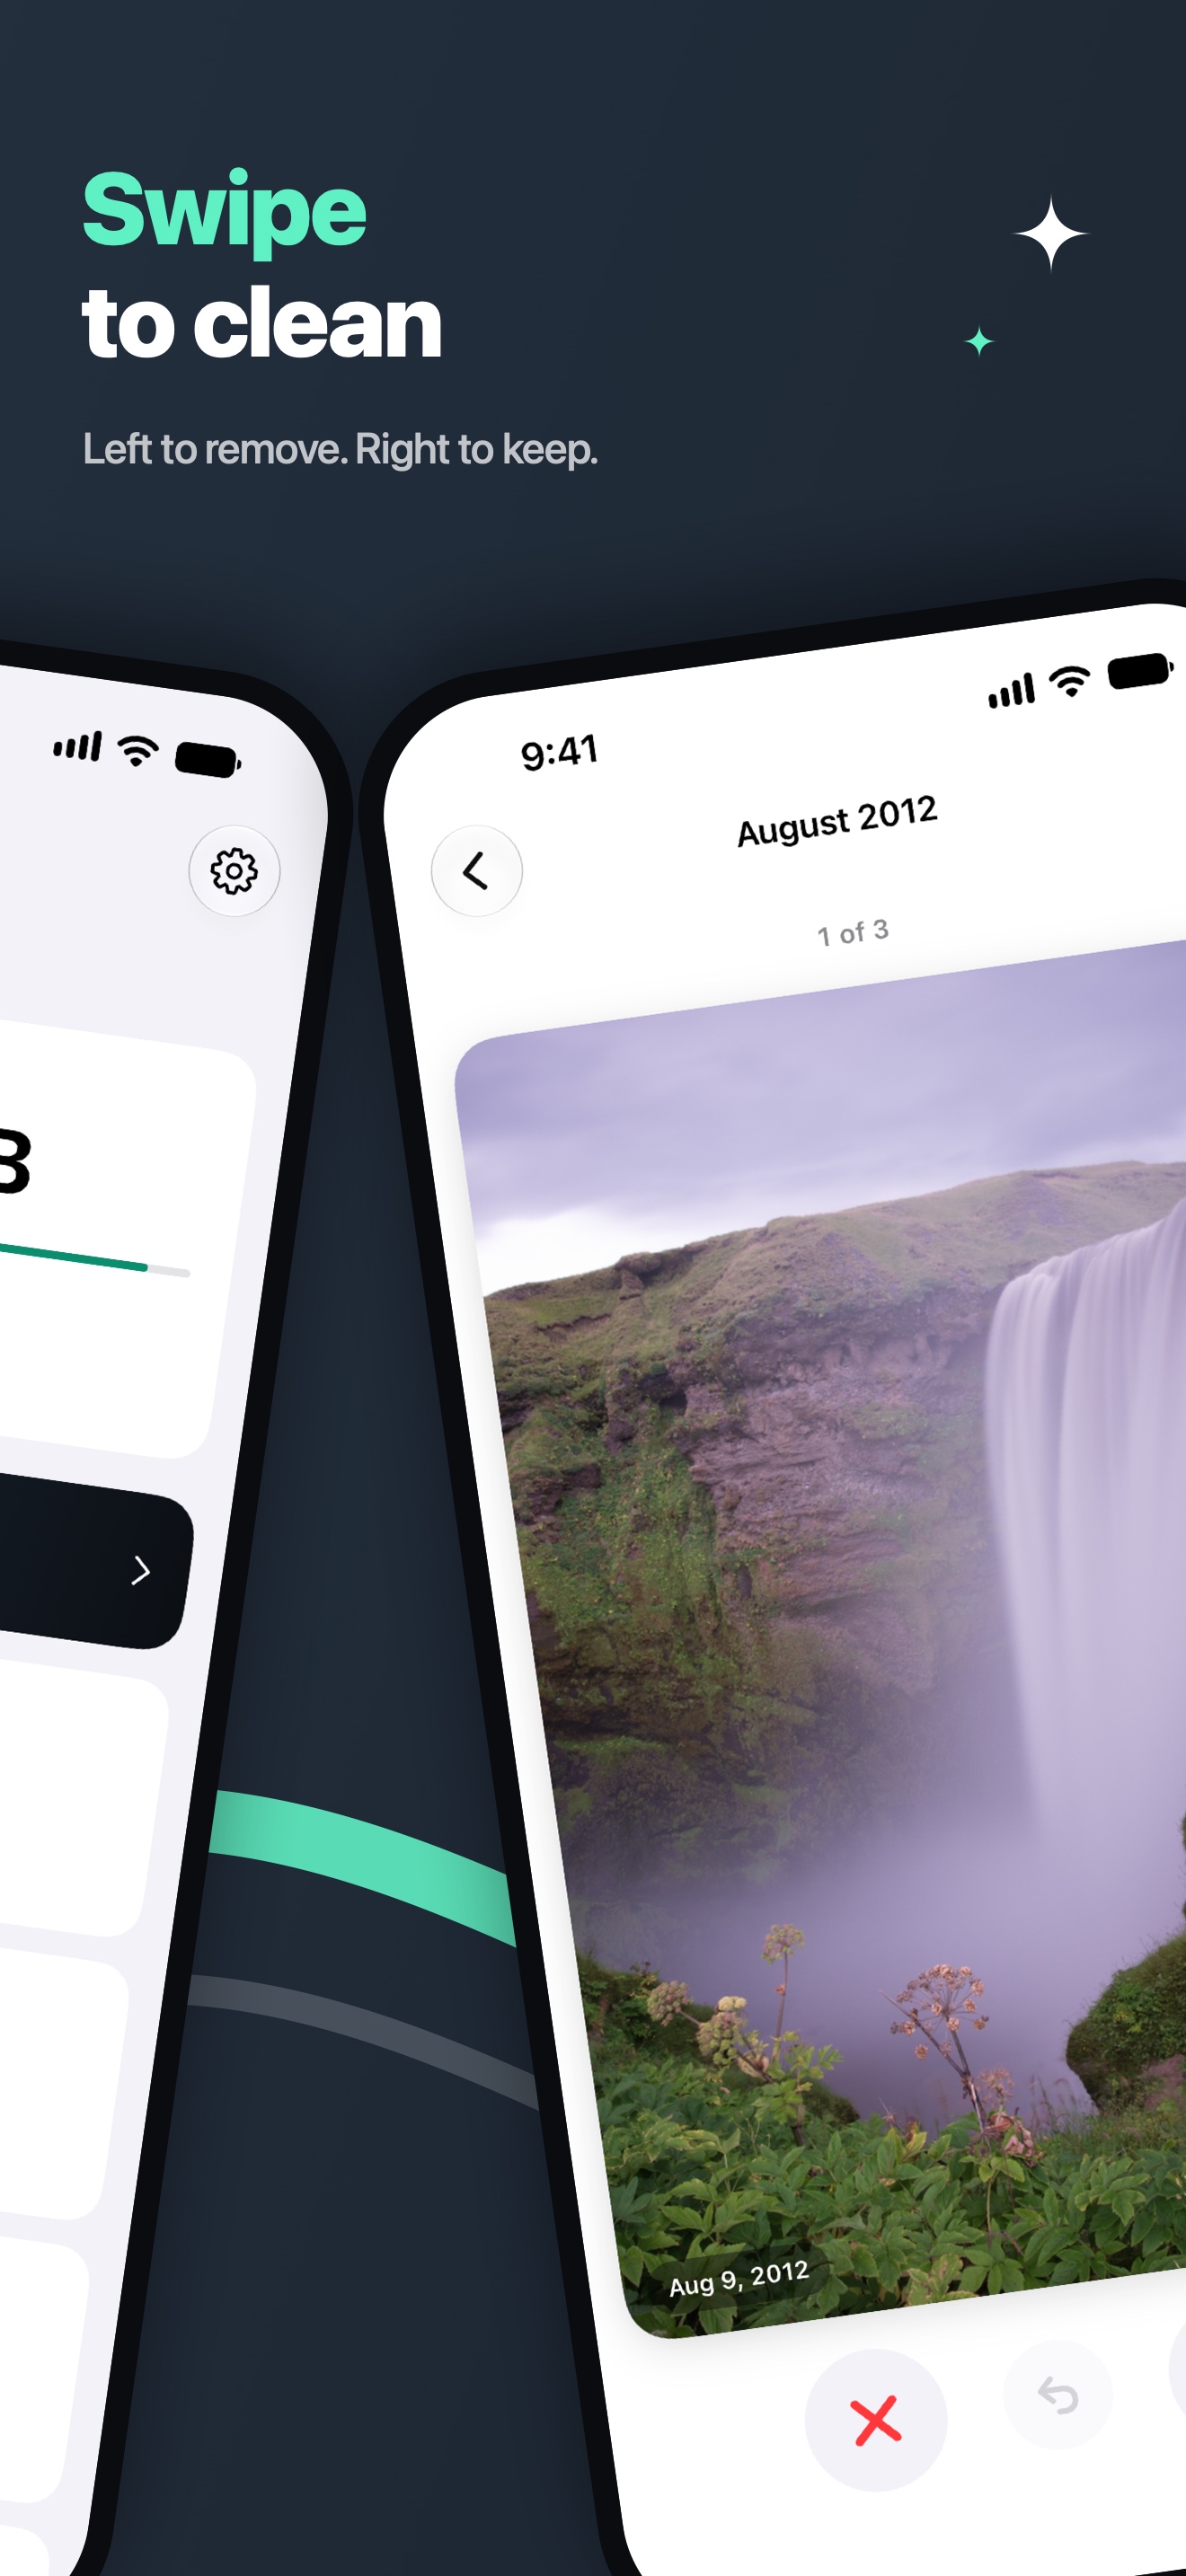 Swipe
to clean
Left to remove. Right to keep.
9:41
August 2012
1 of 3
B
Aug 9, 2012